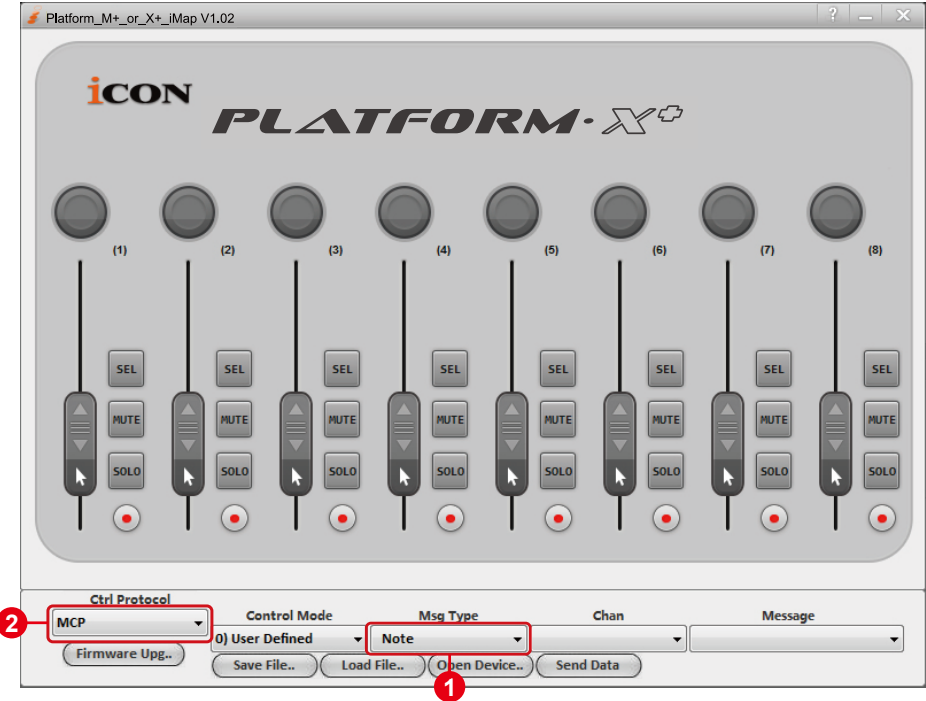 Platform_M+_or_X+_iMap V1.02
iCON
PLATFORM·X+
(1) (2) (3) (4) (5) (6) (7) (8)
SEL SEL SEL SEL SEL SEL SEL SEL
MUTE MUTE MUTE MUTE MUTE MUTE MUTE MUTE
SOLO SOLO SOLO SOLO SOLO SOLO SOLO SOLO
Ctrl Protocol
Control Mode Msg Type Chan Message
2 MCP
0) User Defined Note
Firmware Upg.. Save File.. Load File.. Open Device.. Send Data
1